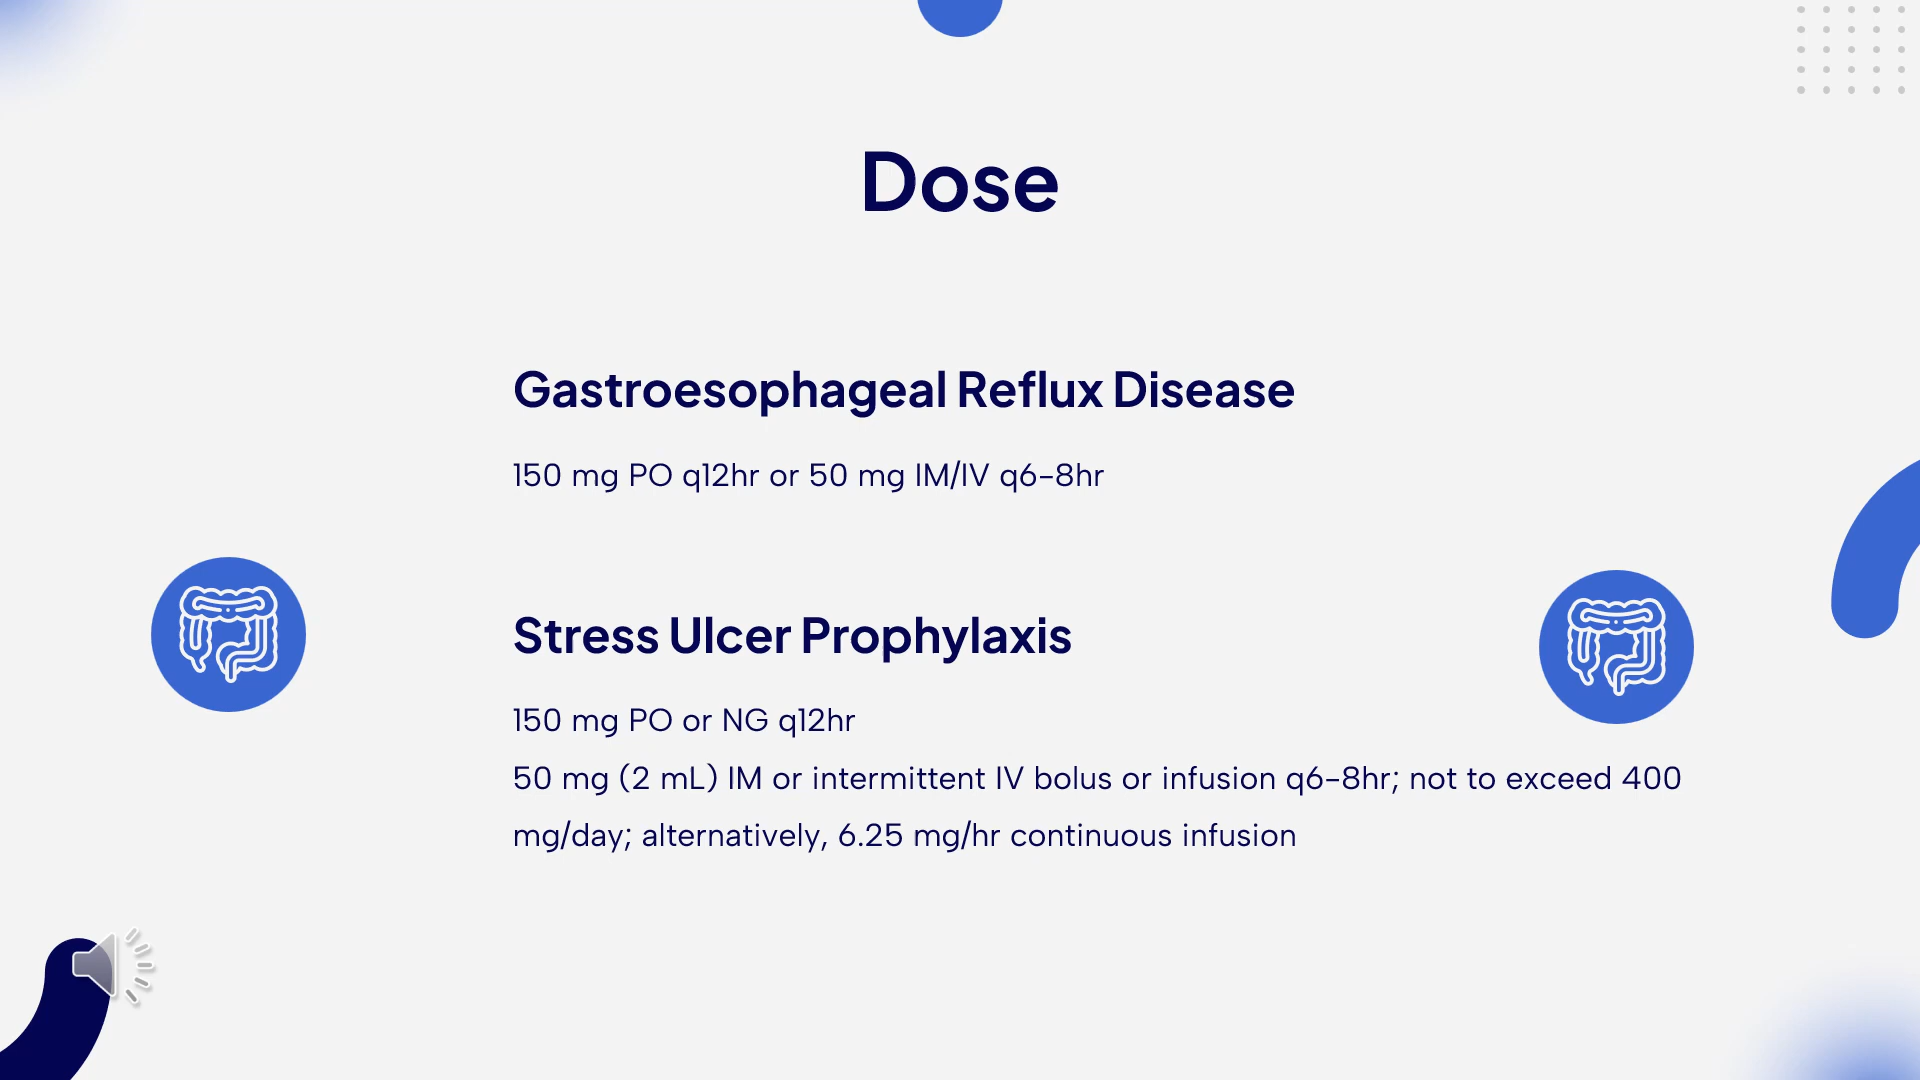 Dose
Gastroesophageal Reflux Disease
150 mg PO q12hr or 50 mg IM/IV q6-8hr
Stress Ulcer Prophylaxis
150 mg PO or NG q12hr
50 mg (2 mL) IM or intermittent IV bolus or infusion q6-8hr; not to exceed 400
mg/day; alternatively, 6.25 mg/hr continuous infusion